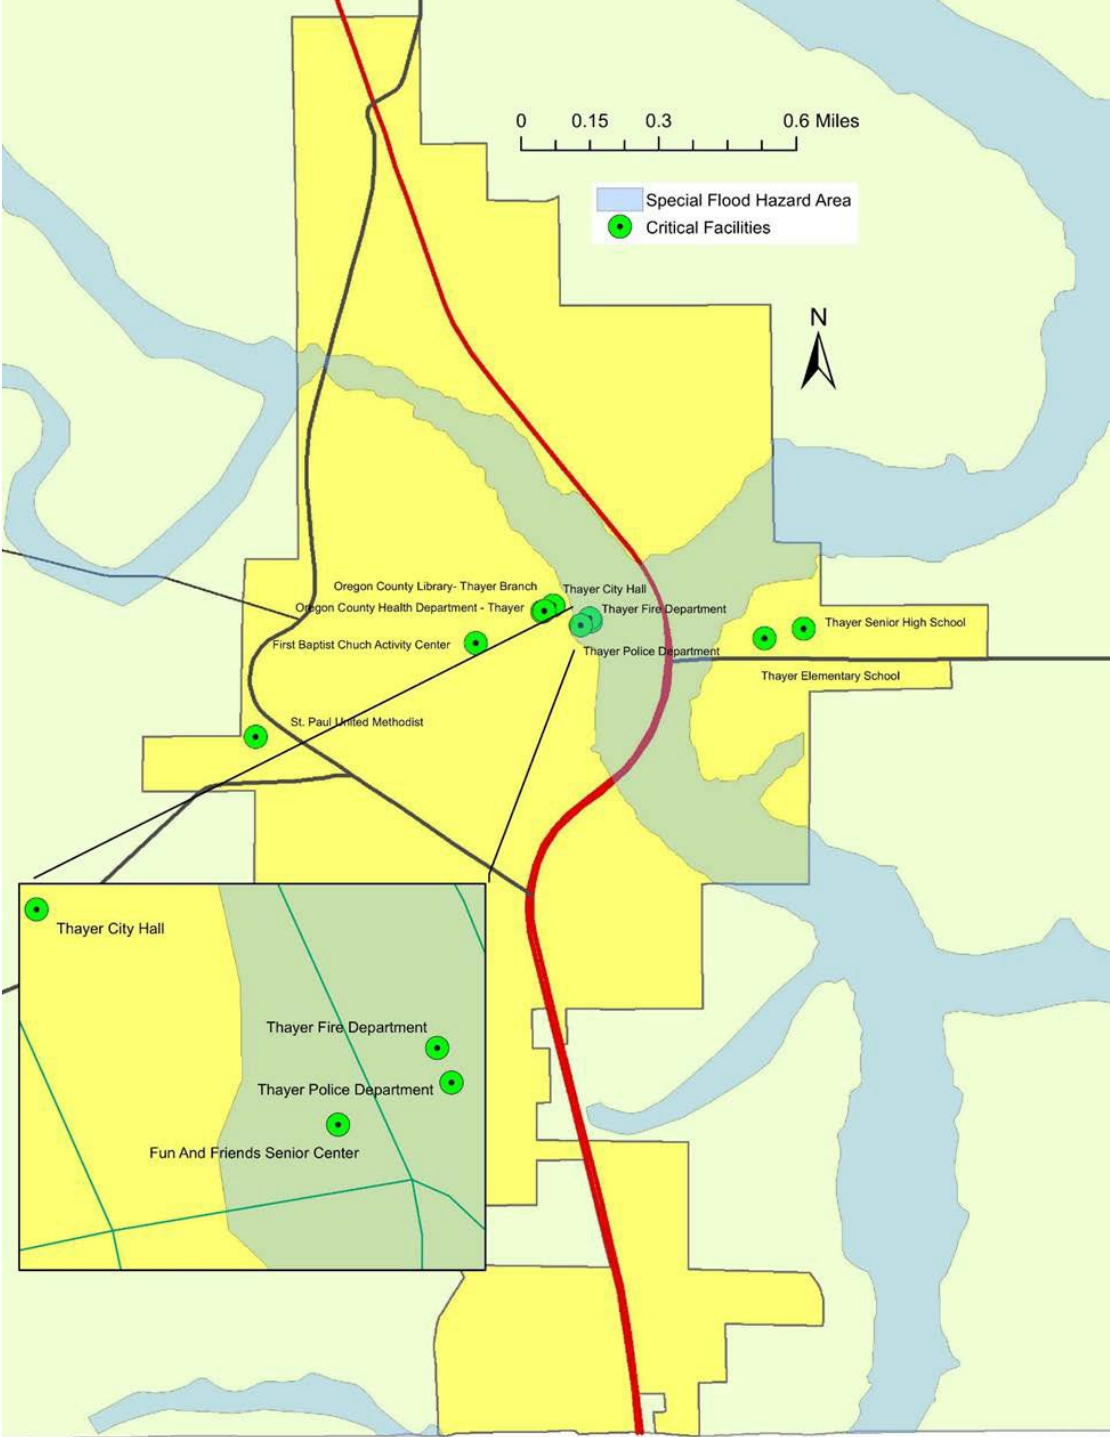 0 0.15 0.3 0.6 Miles
Special Flood Hazard Area
Critical Facilities
N
Oregon County Library- Thayer Branch
Thayer City Hall
Oregon County Health Department - Thayer
Thayer Fire Department
Thayer Senior High School
First Baptist Chuch Activity Center
Thayer Police Department
Thayer Elementary School
St. Paul United Methodist
Thayer City Hall
Thayer Fire Department
Thayer Police Department
Fun And Friends Senior Center